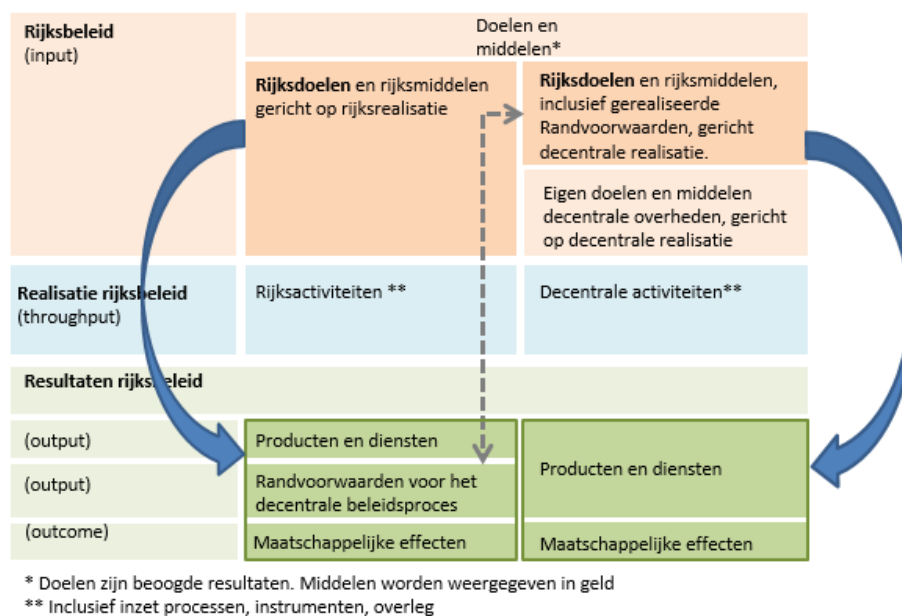 Rijksbeleid
(input)
Doelen en
middelen*
Rijksdoelen en rijksmiddelen
gericht op rijksrealisatie
Rijksdoelen en rijksmiddelen,
inclusief gerealiseerde
Randvoorwaarden, gericht
decentrale realisatie.
Eigen doelen en middelen
decentrale overheden, gericht
op decentrale realisatie
Realisatie rijksbeleid
(throughput)
Rijksactiviteiten **
Decentrale activiteiten**
Resultaten rijksbeleid
(output)
Producten en diensten
Producten en diensten
(output)
Randvoorwaarden voor het
decentrale beleidsproces
(outcome)
Maatschappelijke effecten
Maatschappelijke effecten
* Doelen zijn beoogde resultaten. Middelen worden weergegeven in geld
** Inclusief inzet processen, instrumenten, overleg